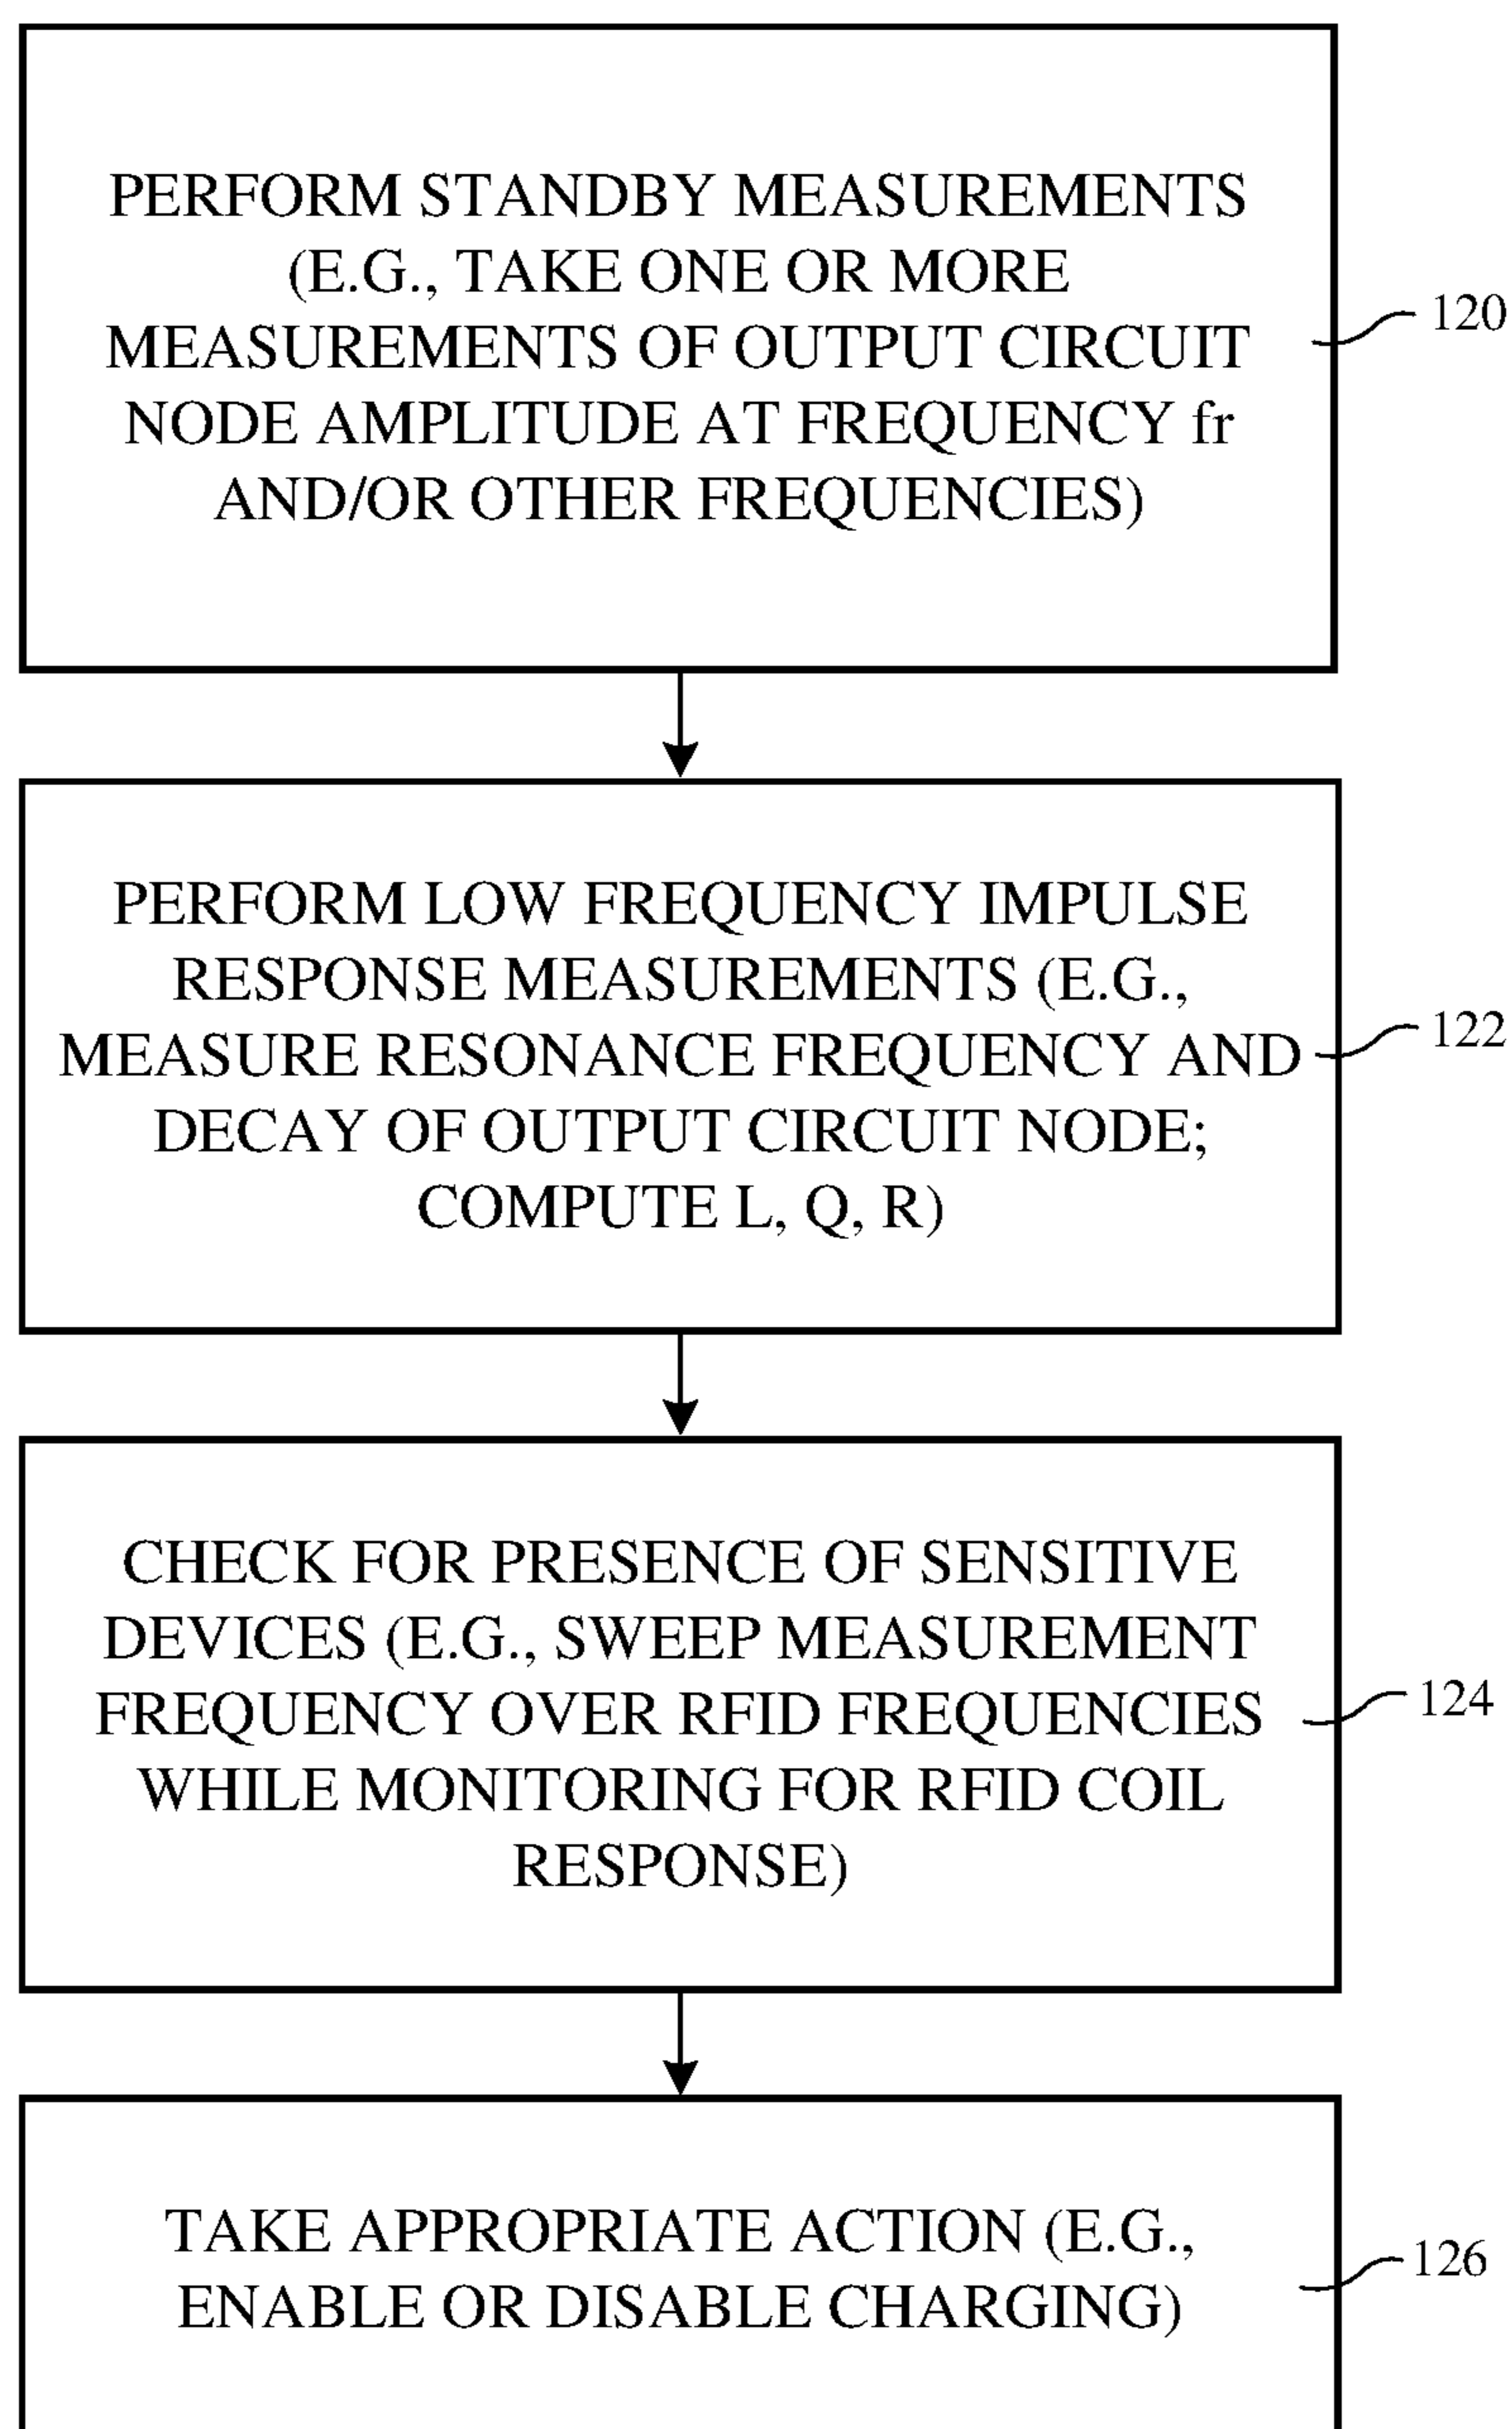 PERFORM STANDBY MEASUREMENTS
(E.G., TAKE ONE OR MORE
MEASUREMENTS OF OUTPUT CIRCUIT
NODE AMPLITUDE AT FREQUENCY fr
AND/OR OTHER FREQUENCIES)
120
PERFORM LOW FREQUENCY IMPULSE
RESPONSE MEASUREMENTS (E.G.,
MEASURE RESONANCE FREQUENCY AND
DECAY OF OUTPUT CIRCUIT NODE;
COMPUTE L, Q, R)
122
CHECK FOR PRESENCE OF SENSITIVE
DEVICES (E.G., SWEEP MEASUREMENT
FREQUENCY OVER RFID FREQUENCIES
WHILE MONITORING FOR RFID COIL
RESPONSE)
124
TAKE APPROPRIATE ACTION (E.G.,
ENABLE OR DISABLE CHARGING)
126